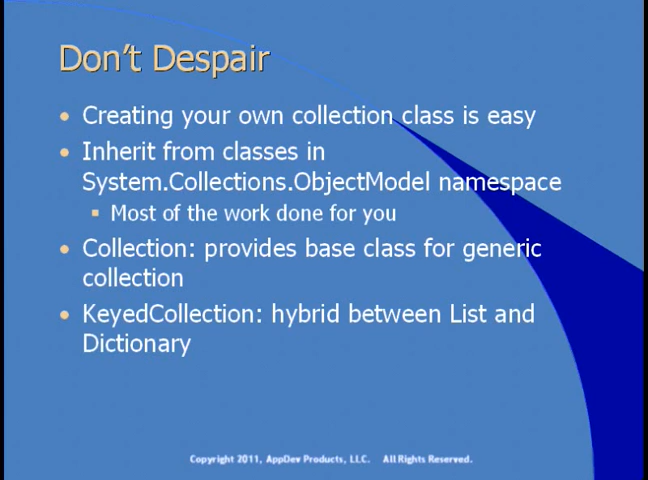 Don't Despair
Creating your own collection class is easy
Inherit from classes in
System.Collections.ObjectModel namespace
Most of the work done for you
Collection: provides base class for generic
collection
KeyedCollection: hybrid between List and
Dictionary
Copyright 2011, AppDev Products, LLC. All Rights Reserved.